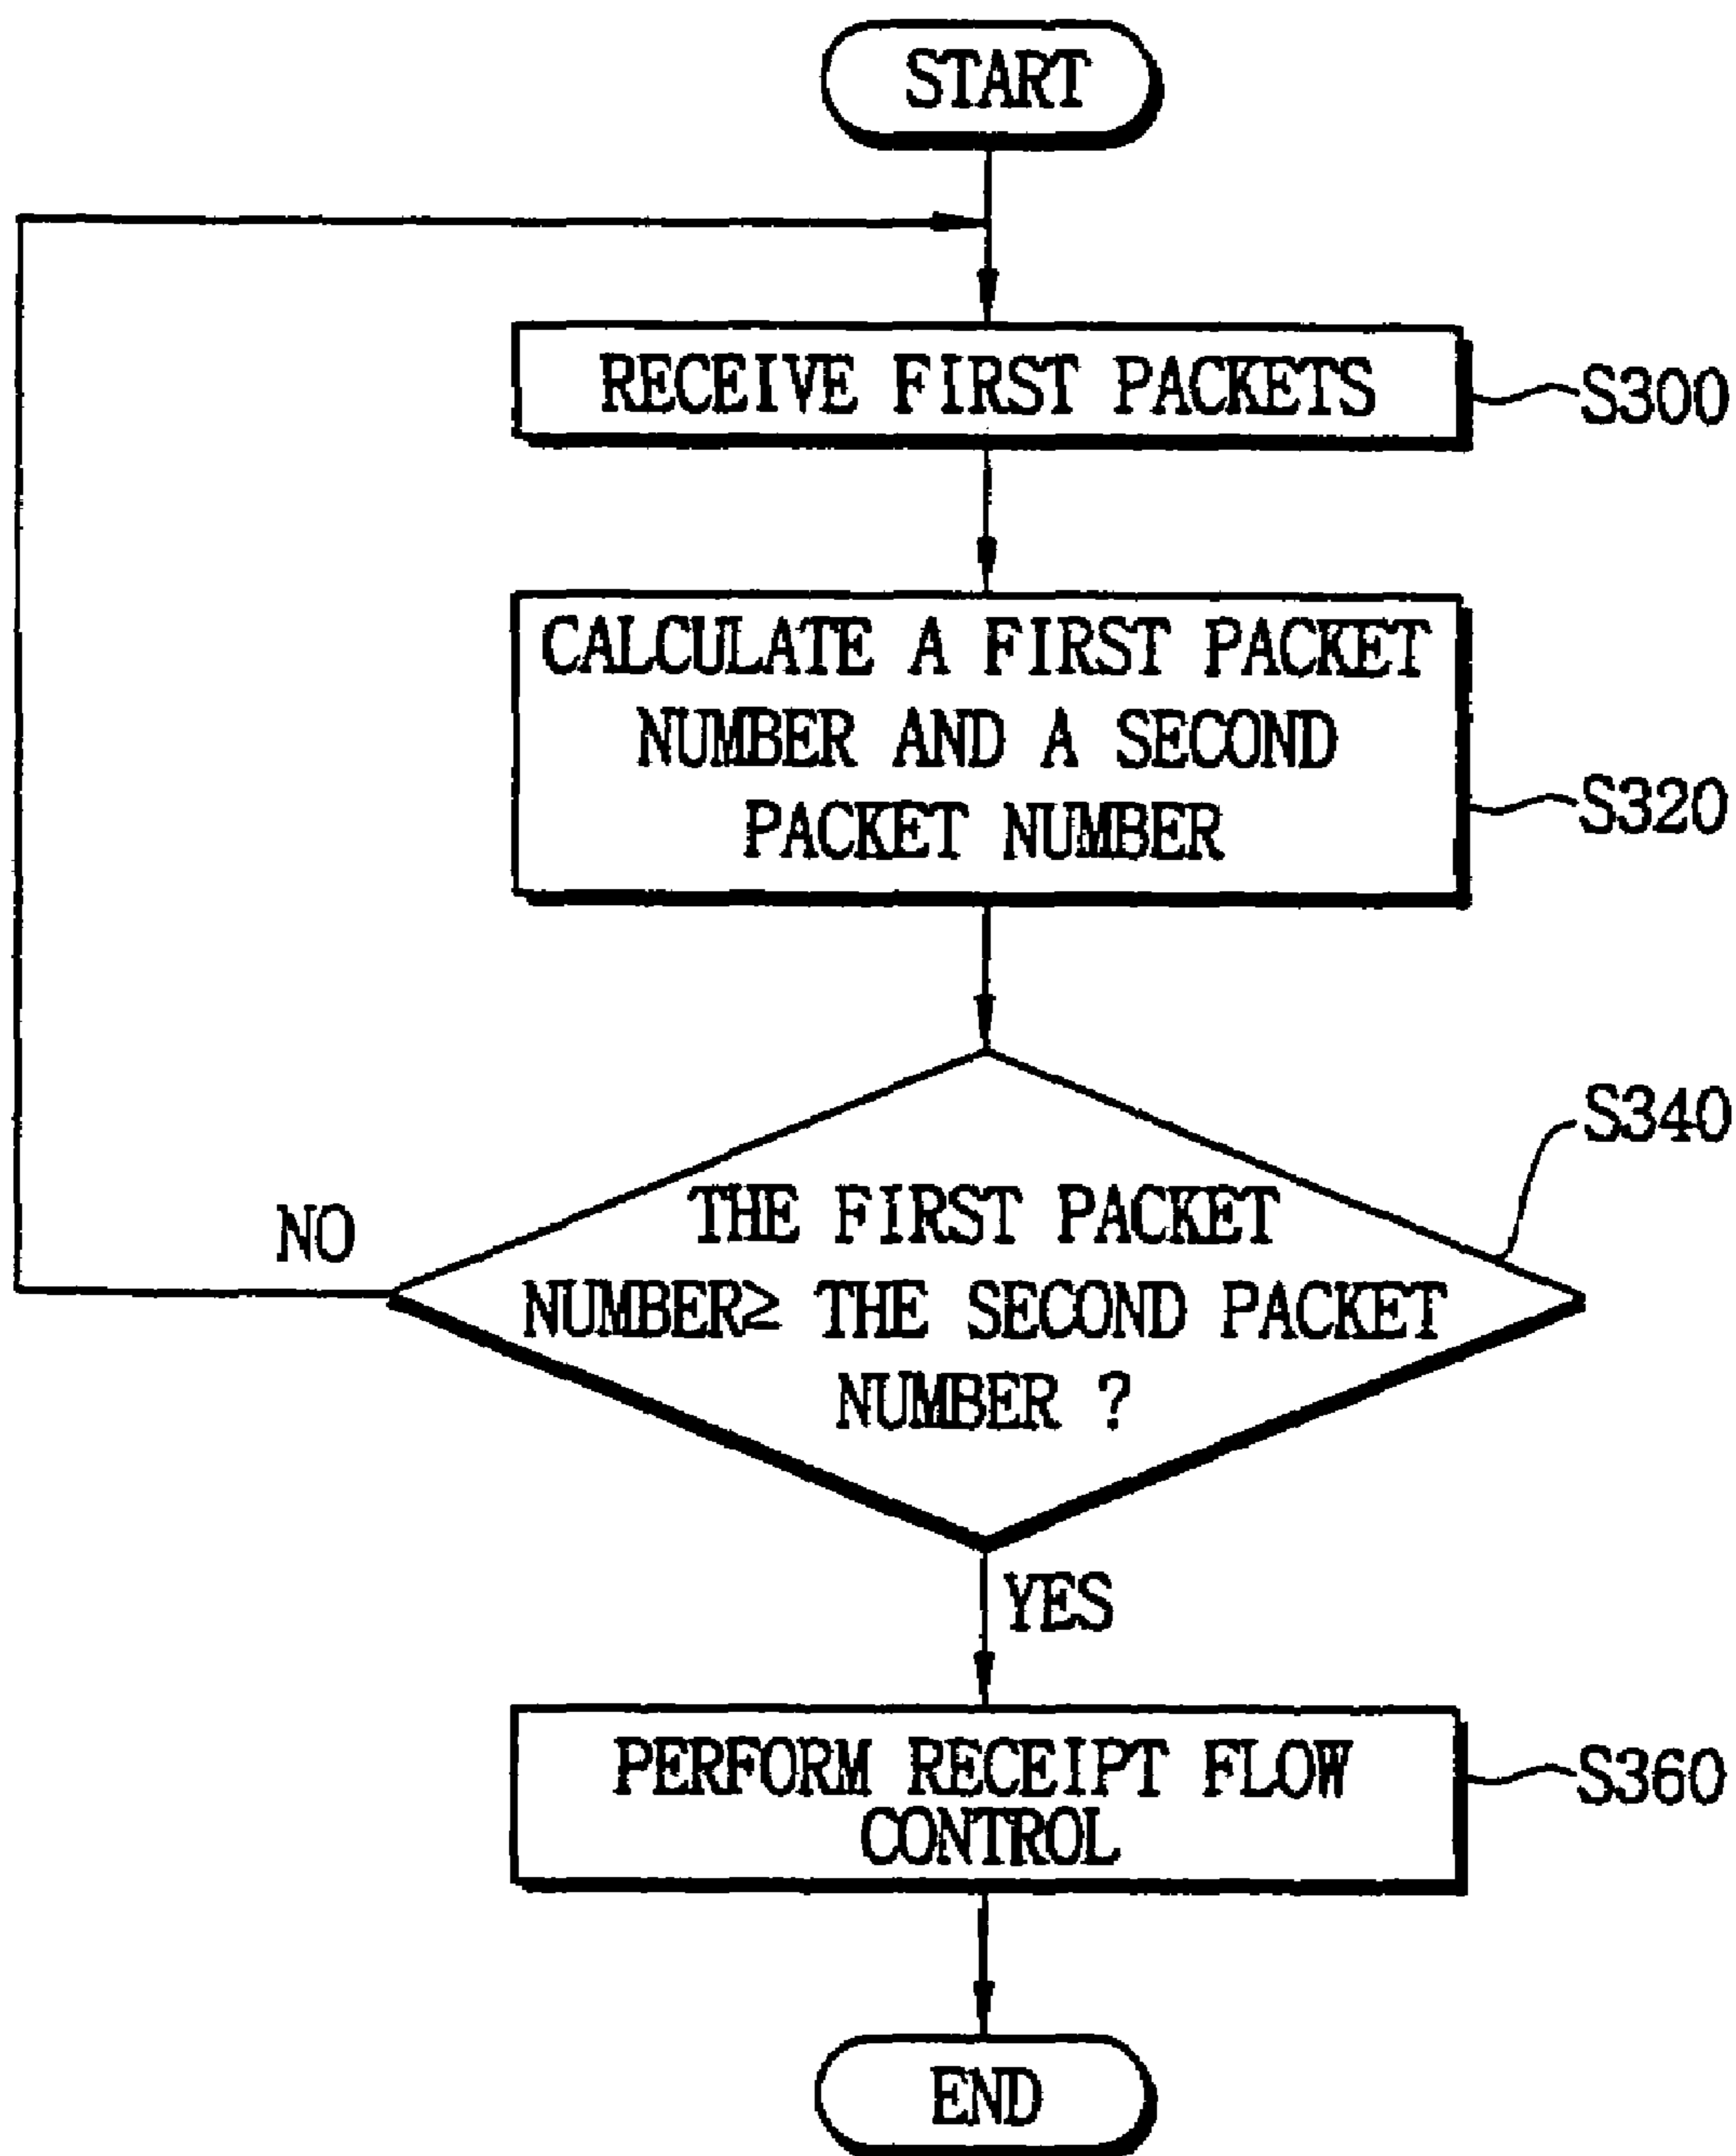 START
RECEIVE FIRST PACKETS
S300
CALCULATE A FIRST PACKET
NUMBER AND A SECOND
PACKET NUMBER
S320
S340
THE FIRST PACKET
NUMBER≥ THE SECOND PACKET
NUMBER ?
NO
YES
PERFORM RECEIPT FLOW
CONTROL
S360
END